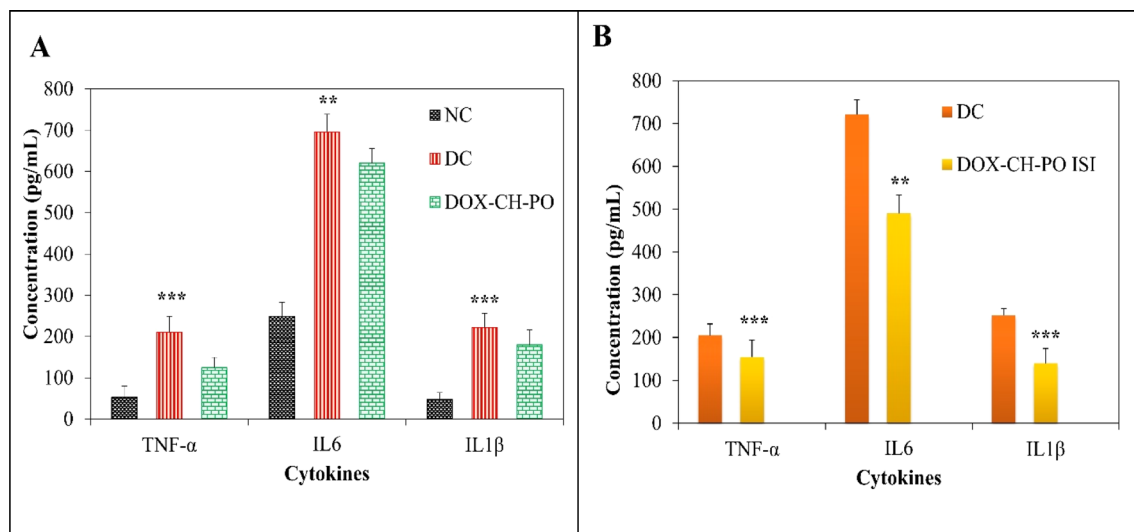 A
Concentration (pg/mL)
800
700
600
500
400
300
200
100
0
***
**
***
NC
DC
DOX-CH-PO
TNF-α
IL6
IL1β
Cytokines
B
Concentration (pg/mL)
800
700
600
500
400
300
200
100
0
***
**
***
DC
DOX-CH-PO ISI
TNF-α
IL6
IL1β
Cytokines